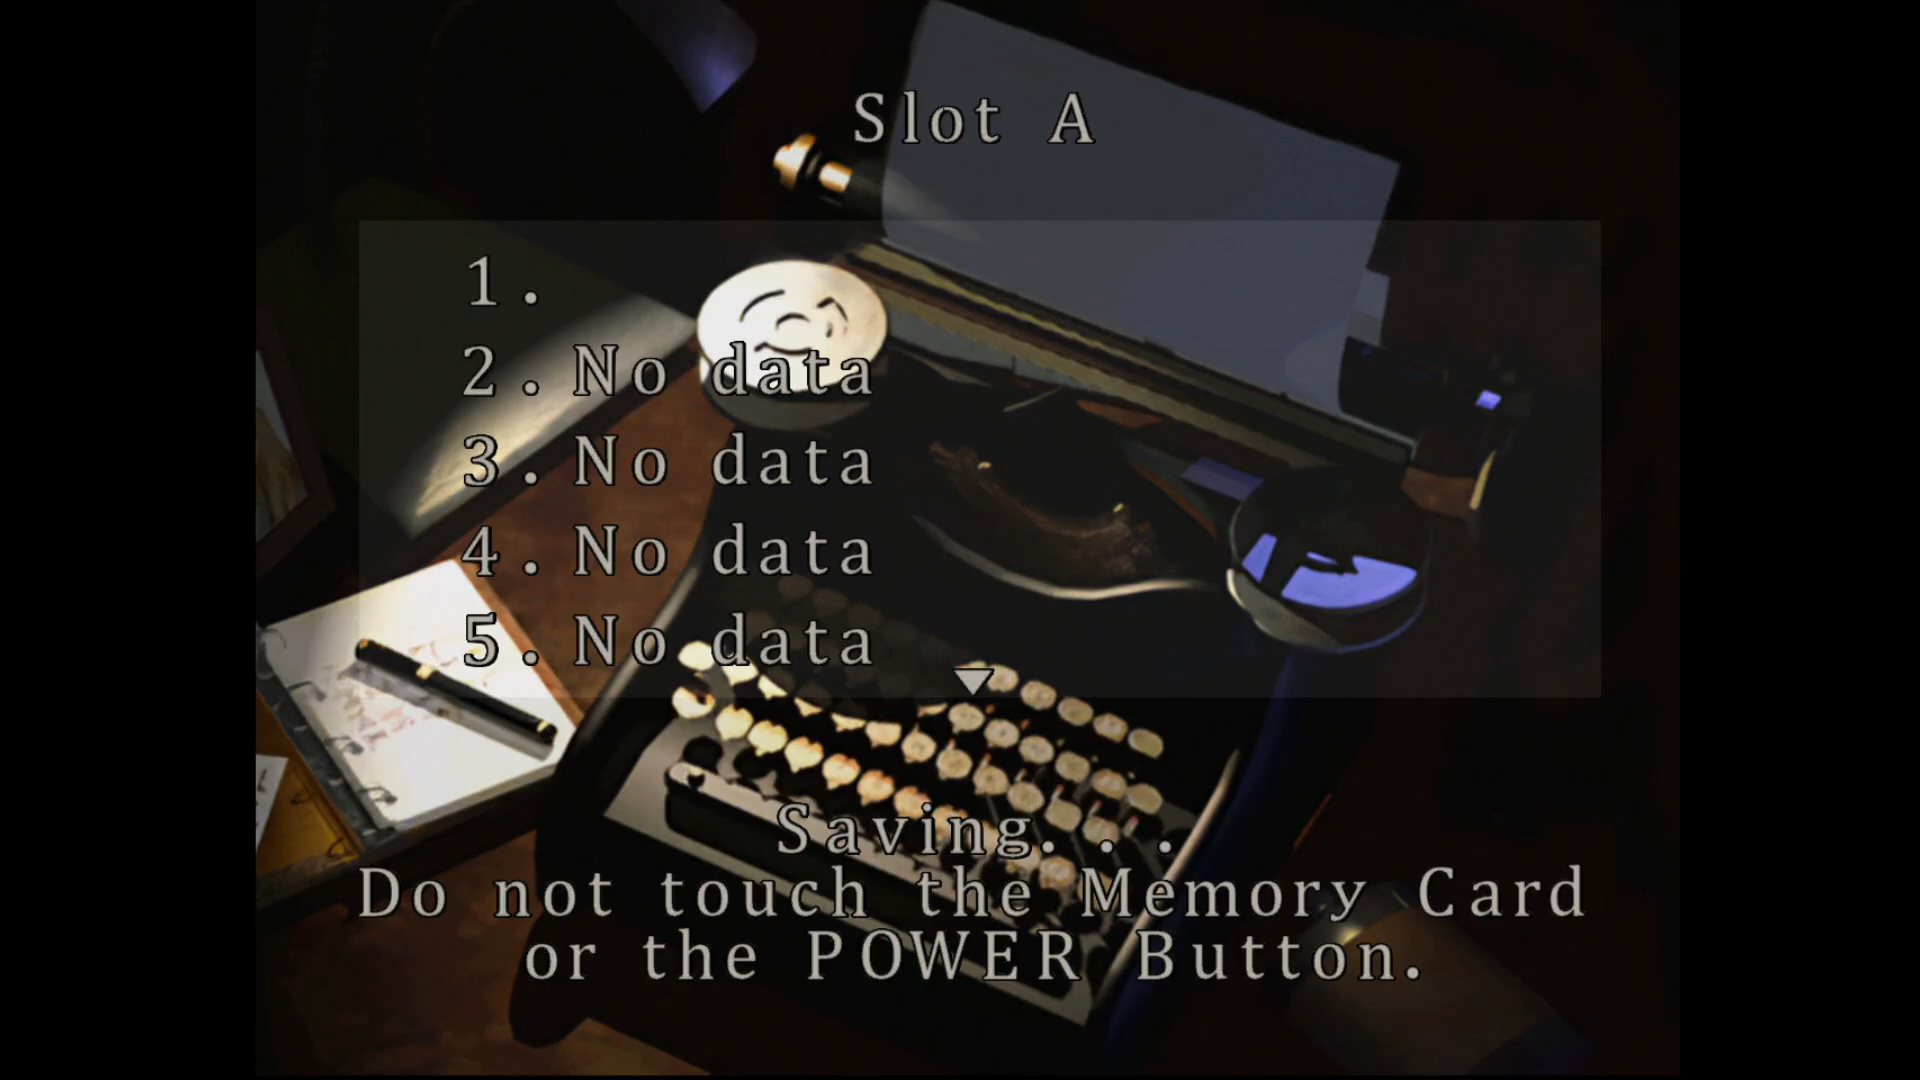 Slot A
1.
2. No data
3. No data
4. No data
5. No data
Saving. . .
Do not touch the Memory Card
or the POWER Button.